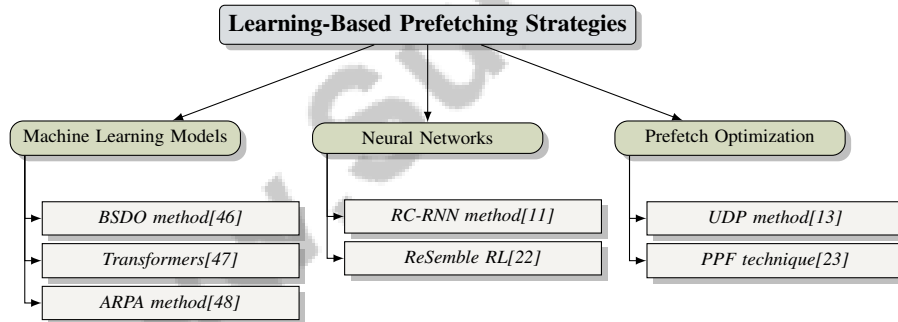 Learning-Based Prefetching Strategies
Machine Learning Models
BSDO method[46]
Transformers[47]
ARPA method[48]
Neural Networks
RC-RNN method[11]
ReSemble RL[22]
Prefetch Optimization
UDP method[13]
PPF technique[23]